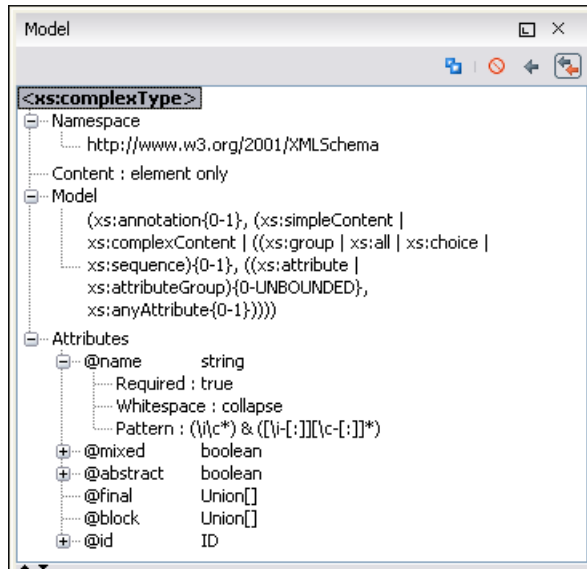 Model
<xs:complexType>
Namespace
http://www.w3.org/2001/XMLSchema
Content : element only
Model
(xs:annotation{0-1}, (xs:simpleContent |
xs:complexContent | ((xs:group | xs:all | xs:choice |
xs:sequence){0-1}, ((xs:attribute |
xs:attributeGroup){0-UNBOUNDED},
xs:anyAttribute{0-1}))))
Attributes
@name string
Required : true
Whitespace : collapse
Pattern : (\i\c*) & ([\i-[:]][\c-[:]]*)
@mixed boolean
@abstract boolean
@final Union[]
@block Union[]
@id ID